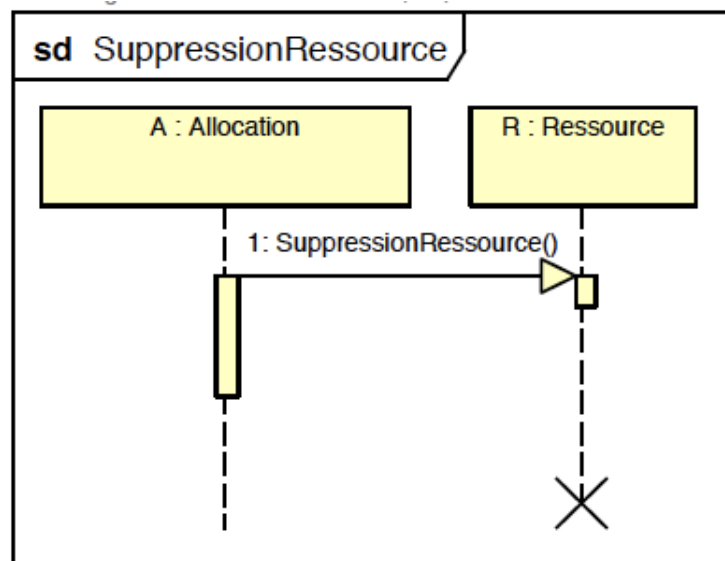 sd SuppressionRessource
A : Allocation
R : Ressource
1: SuppressionRessource()